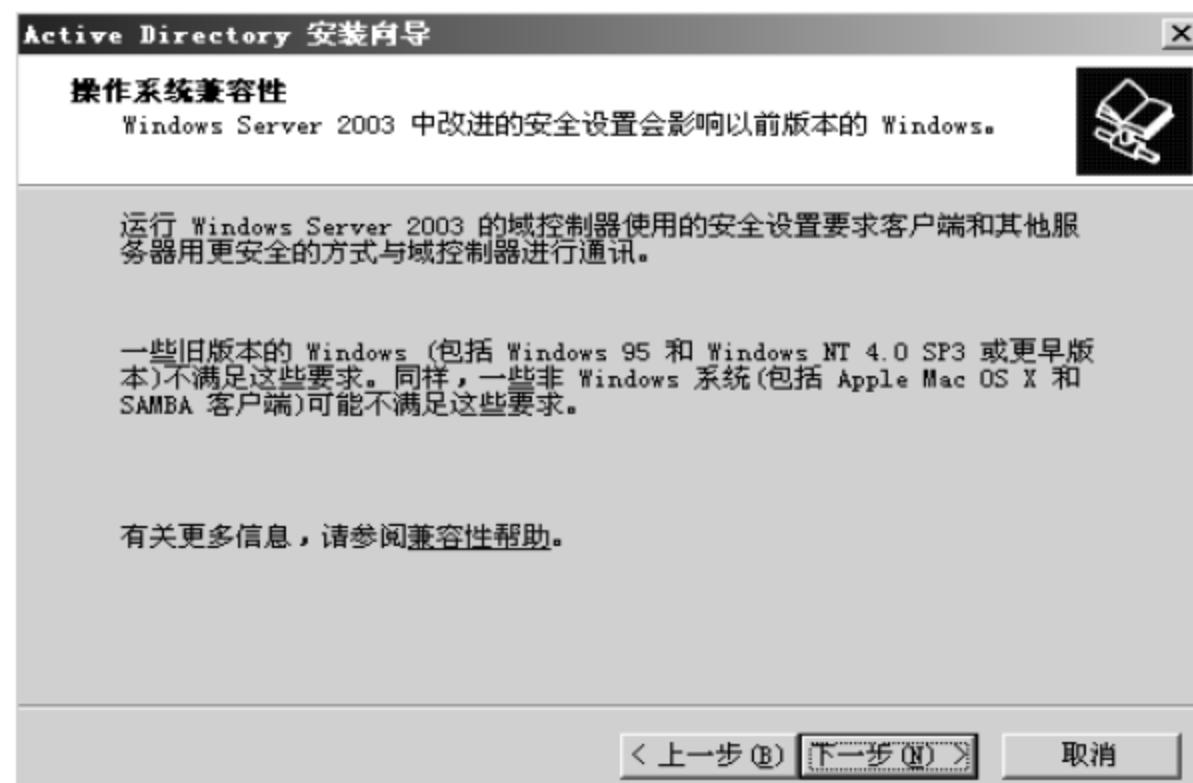 Active Directory 安装向导
操作系统兼容性
Windows Server 2003 中改进的安全设置会影响以前版本的 Windows。
运行 Windows Server 2003 的域控制器使用的安全设置要求客户端和其他服
务器用更安全的方式与域控制器进行通讯。
一些旧版本的 Windows (包括 Windows 95 和 Windows NT 4.0 SP3 或更早版
本)不满足这些要求。同样,一些非 Windows 系统(包括 Apple Mac OS X 和
SAMBA 客户端)可能不满足这些要求。
有关更多信息,请参阅兼容性帮助。
< 上一步(B) 下一步(N) > 取消